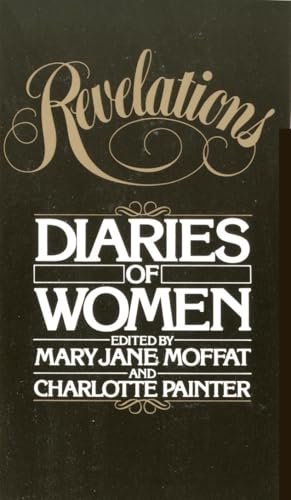 Revelations
DIARIES
OF
WOMEN
EDITED BY
MARY JANE MOFFAT
AND
CHARLOTTE PAINTER